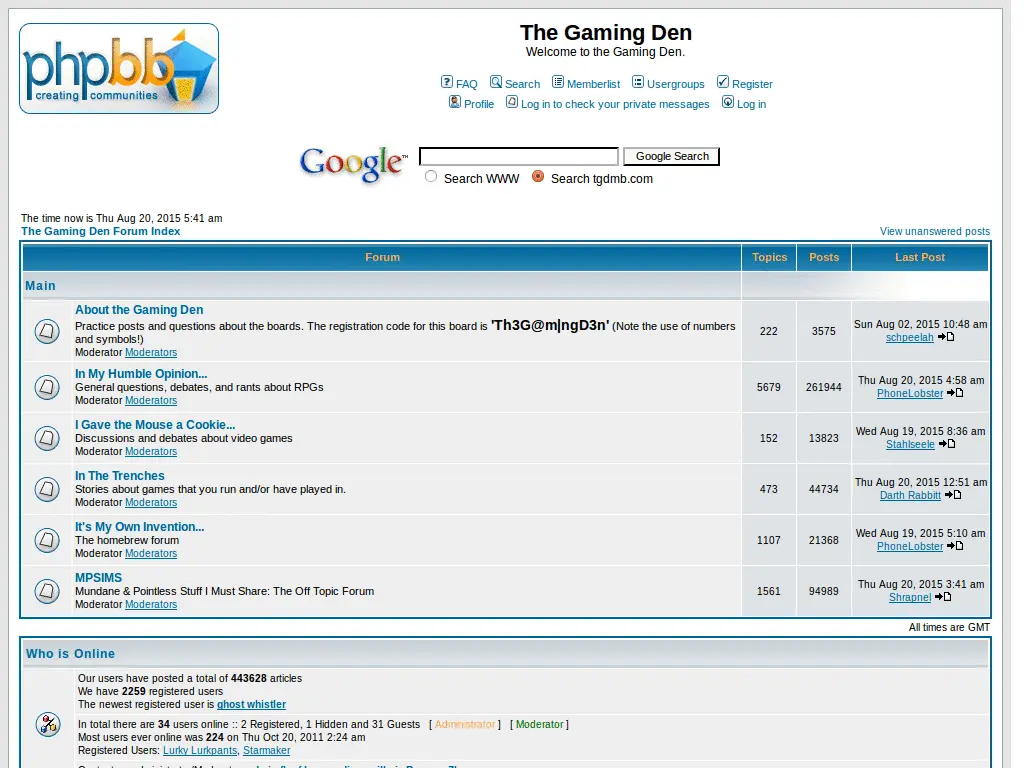 phpbb
creating communities
The Gaming Den
Welcome to the Gaming Den.
FAQ Search Memberlist Usergroups Register
Profile Log in to check your private messages Log in
Google™ Google Search
Search WWW Search tgdmb.com
The time now is Thu Aug 20, 2015 5:41 am
The Gaming Den Forum Index View unanswered posts
Forum Topics Posts Last Post
Main
About the Gaming Den
Practice posts and questions about the boards. The registration code for this board is 'Th3G@m|ngD3n' (Note the use of numbers
and symbols!)
Moderator Moderators
222 3575 Sun Aug 02, 2015 10:48 am
schpeelah
In My Humble Opinion...
General questions, debates, and rants about RPGs
Moderator Moderators
5679 261944 Thu Aug 20, 2015 4:58 am
PhoneLobster
I Gave the Mouse a Cookie...
Discussions and debates about video games
Moderator Moderators
152 13823 Wed Aug 19, 2015 8:36 am
Stahlseele
In The Trenches
Stories about games that you run and/or have played in.
Moderator Moderators
473 44734 Thu Aug 20, 2015 12:51 am
Darth Rabbitt
It's My Own Invention...
The homebrew forum
Moderator Moderators
1107 21368 Wed Aug 19, 2015 5:10 am
PhoneLobster
MPSIMS
Mundane & Pointless Stuff I Must Share: The Off Topic Forum
Moderator Moderators
1561 94989 Thu Aug 20, 2015 3:41 am
Shrapnel
All times are GMT
Who is Online
Our users have posted a total of 443628 articles
We have 2259 registered users
The newest registered user is ghost whistler
In total there are 34 users online :: 2 Registered, 1 Hidden and 31 Guests [ Administrator ] [ Moderator ]
Most users ever online was 224 on Thu Oct 20, 2011 2:24 am
Registered Users: Lurky Lurkpants, Starmaker